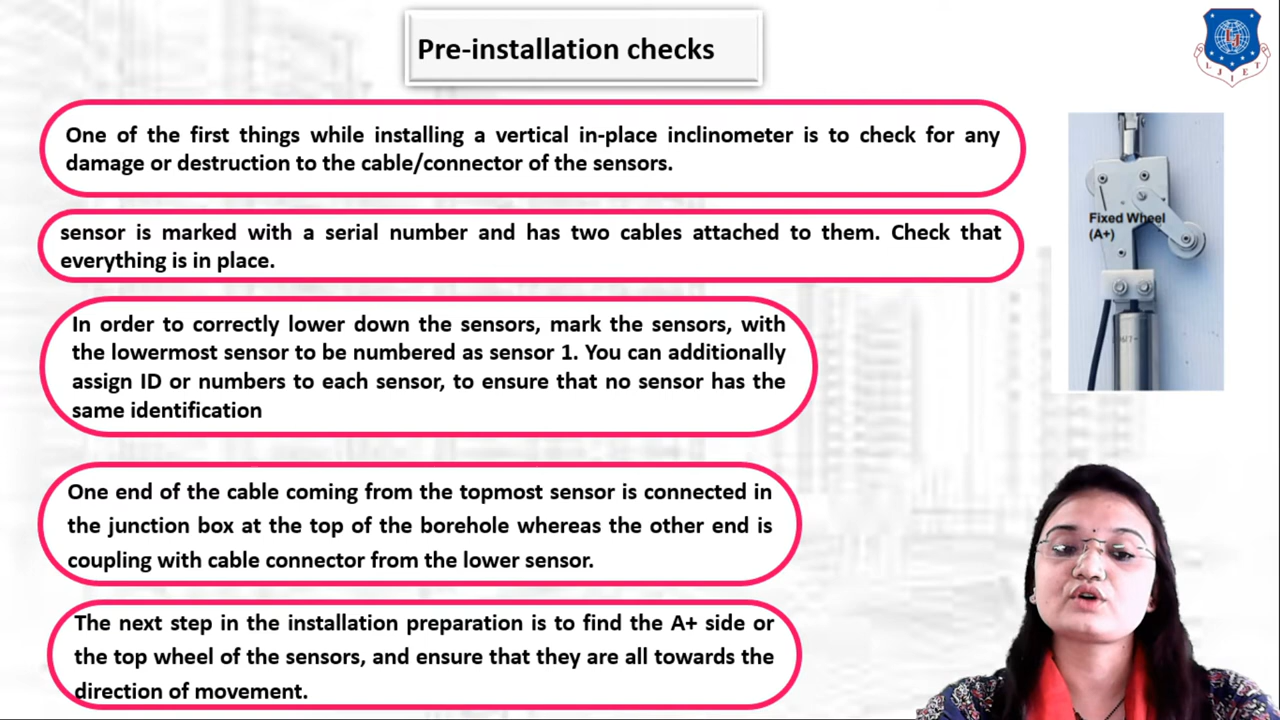 Pre-installation checks
One of the first things while installing a vertical in-place inclinometer is to check for any
damage or destruction to the cable/connector of the sensors.
sensor is marked with a serial number and has two cables attached to them. Check that
everything is in place.
In order to correctly lower down the sensors, mark the sensors, with
the lowermost sensor to be numbered as sensor 1. You can additionally
assign ID or numbers to each sensor, to ensure that no sensor has the
same identification
One end of the cable coming from the topmost sensor is connected in
the junction box at the top of the borehole whereas the other end is
coupling with cable connector from the lower sensor.
The next step in the installation preparation is to find the A+ side or
the top wheel of the sensors, and ensure that they are all towards the
direction of movement.
Fixed Wheel
(A+)
LJIET